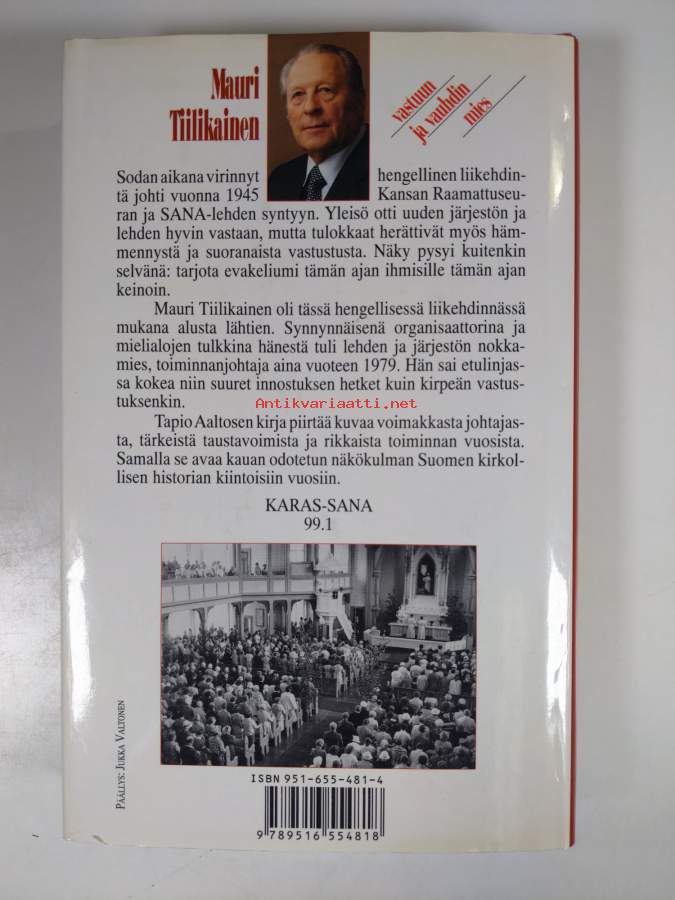 Mauri
Tiilikainen
vastuun
ja vauhdin
mies
Sodan aikana virinnyt hengellinen liikehdin-
tä johti vuonna 1945 Kansan Raamattuseu-
ran ja SANA-lehden syntyyn. Yleisö otti uuden järjestön ja
lehden hyvin vastaan, mutta tulokkaat herättivät myös häm-
mennystä ja suoranaista vastustusta. Näky pysyi kuitenkin
selvänä: tarjota evakeliumi tämän ajan ihmisille tämän ajan
keinoin.
Mauri Tiilikainen oli tässä hengellisessä liikehdinnässä
mukana alusta lähtien. Synnynnäisenä organisaattorina ja
mielialojen tulkkina hänestä tuli lehden ja järjestön nokka-
mies, toiminnanjohtaja aina vuoteen 1979. Hän sai etulinjas-
sa kokea niin suuret innostuksen hetket kuin kirpeän vastus-
tuksenkin.
Antikvariaatti.net
Tapio Aaltosen kirja piirtää kuvaa voimakkasta johtajas-
ta, tärkeistä taustavoimista ja rikkaista toiminnan vuosista.
Samalla se avaa kauan odotetun näkökulman Suomen kirkol-
lisen historian kiintoisiin vuosiin.
KARAS-SANA
99.1
PÄÄLLYS: JUKKA VALTONEN
ISBN 951-655-481-4
9 789516 554818